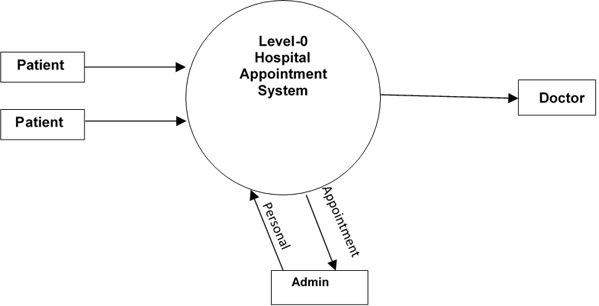 Level-0
Hospital
Appointment
System
Patient
Patient
Doctor
Personal
Appointment
Admin